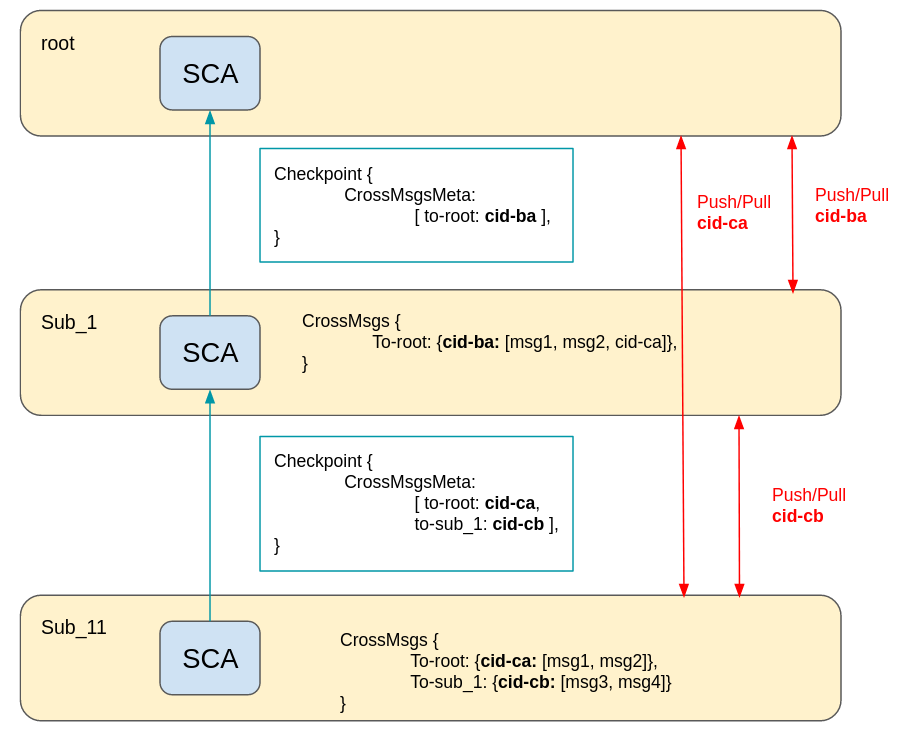 root
SCA
Checkpoint {
CrossMsgsMeta:
[ to-root: cid-ba ],
}
Push/Pull
cid-ca
Push/Pull
cid-ba
Sub_1
SCA
CrossMsgs {
To-root: {cid-ba: [msg1, msg2, cid-ca]},
}
Checkpoint {
CrossMsgsMeta:
[ to-root: cid-ca,
to-sub_1: cid-cb ],
}
Push/Pull
cid-cb
Sub_11
SCA
CrossMsgs {
To-root: {cid-ca: [msg1, msg2]},
To-sub_1: {cid-cb: [msg3, msg4]}
}